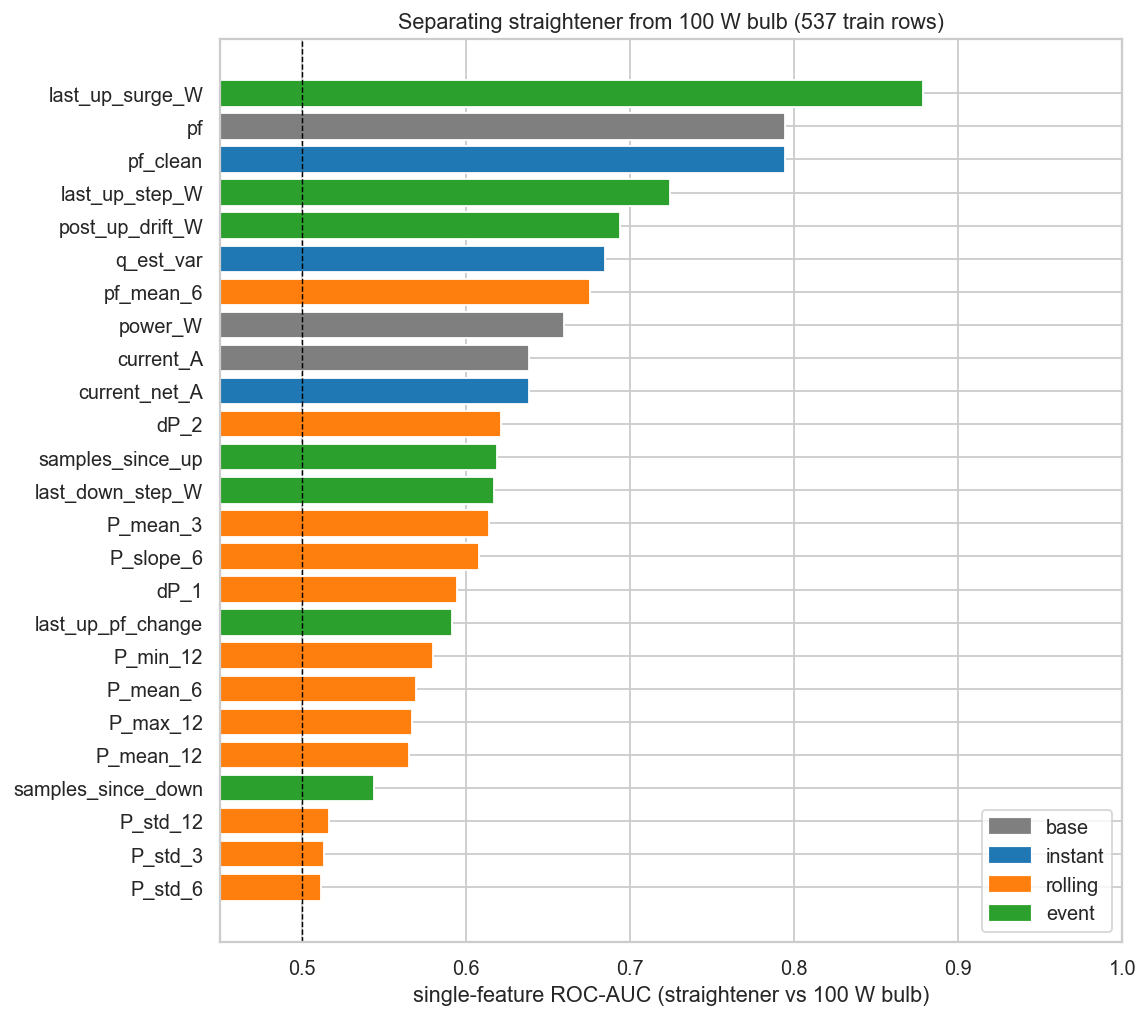 Separating straightener from 100 W bulb (537 train rows)
last_up_surge_W
pf
pf_clean
last_up_step_W
post_up_drift_W
q_est_var
pf_mean_6
power_W
current_A
current_net_A
dP_2
samples_since_up
last_down_step_W
P_mean_3
P_slope_6
dP_1
last_up_pf_change
P_min_12
P_mean_6
P_max_12
P_mean_12
samples_since_down
P_std_12
P_std_3
P_std_6
base
instant
rolling
event
0.5 0.6 0.7 0.8 0.9 1.0
single-feature ROC-AUC (straightener vs 100 W bulb)